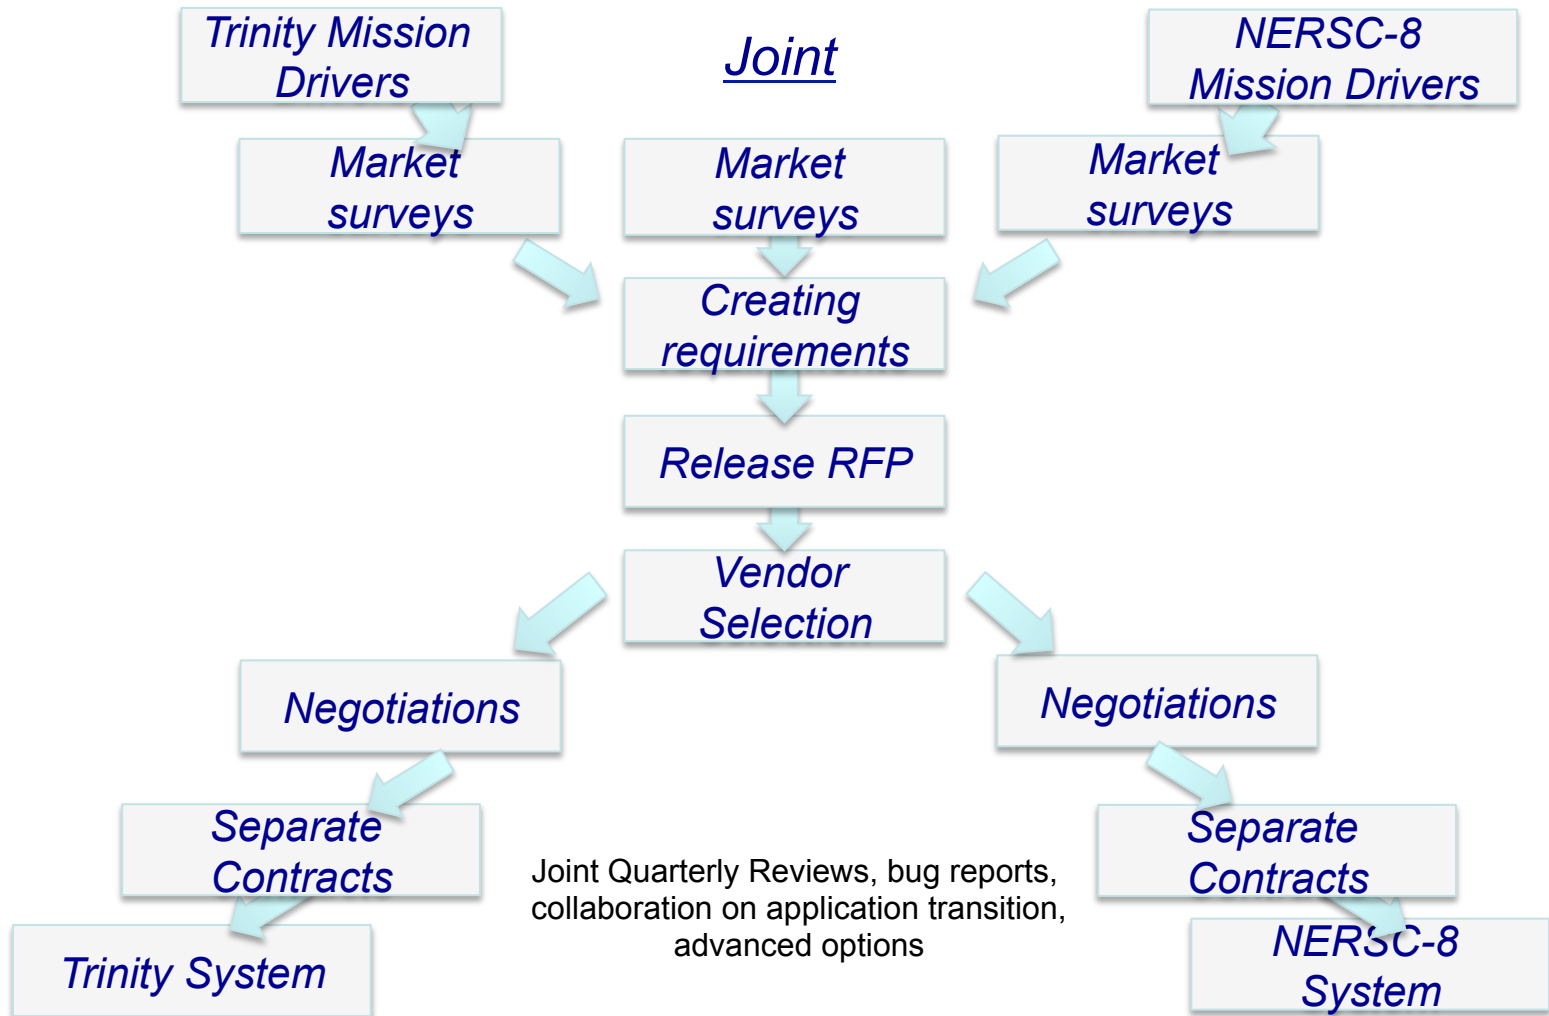 Trinity Mission
Drivers
Joint
NERSC-8
Mission Drivers
Market
surveys
Market
surveys
Market
surveys
Creating
requirements
Release RFP
Vendor
Selection
Negotiations
Negotiations
Separate
Contracts
Separate
Contracts
Joint Quarterly Reviews, bug reports,
collaboration on application transition,
advanced options
Trinity System
NERSC-8
System